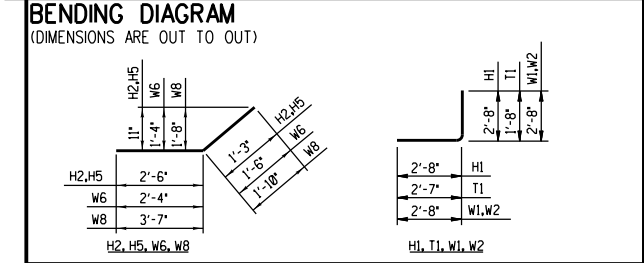 BENDING DIAGRAM
(DIMENSIONS ARE OUT TO OUT)
H2,H5
W6
W8
11"
1'-4"
1'-8"
1'-3"
H2,H5
1'-6"
W6
1'-10"
W8
H2,H5
2'-6"
W6
2'-4"
W8
3'-7"
H2, H5, W6, W8
H1
T1
W1,W2
2'-8"
1'-8"
2'-8"
2'-8"
H1
2'-7"
T1
2'-8"
W1,W2
H1, T1, W1, W2